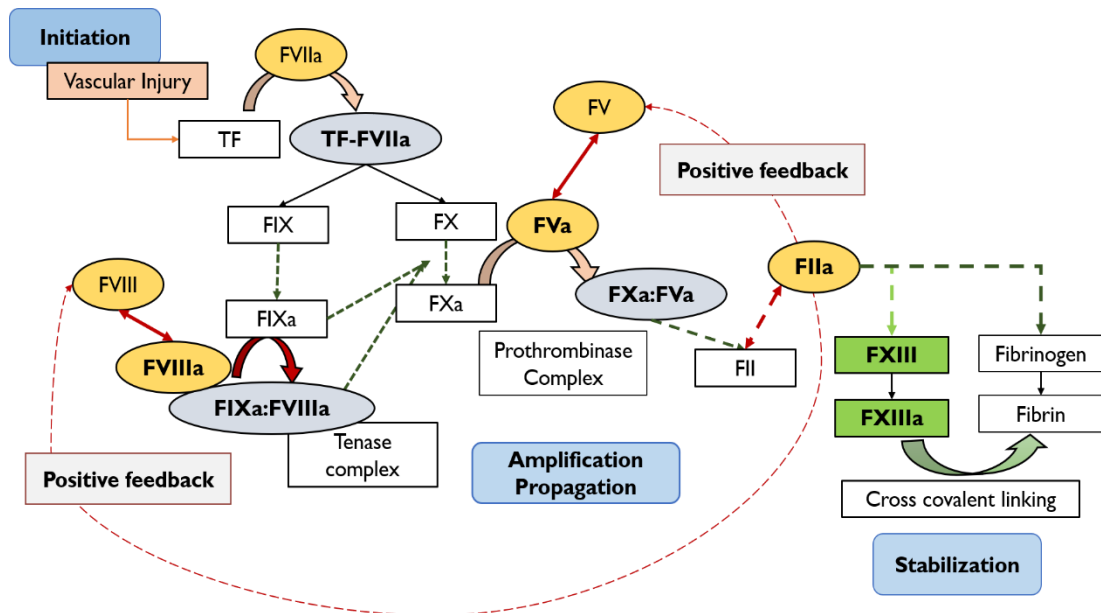 Initiation
Vascular Injury
FVIIa
TF
TF-FVIIa
FV
Positive feedback
FIX
FX
FVa
FIIa
FVIII
FIXa
FXa
FXa:FVa
FVIIIa
FIXa:FVIIIa
Prothrombinase
Complex
FII
FXIII
Fibrinogen
FXIIIa
Fibrin
Tenase
complex
Positive feedback
Amplification
Propagation
Cross covalent linking
Stabilization